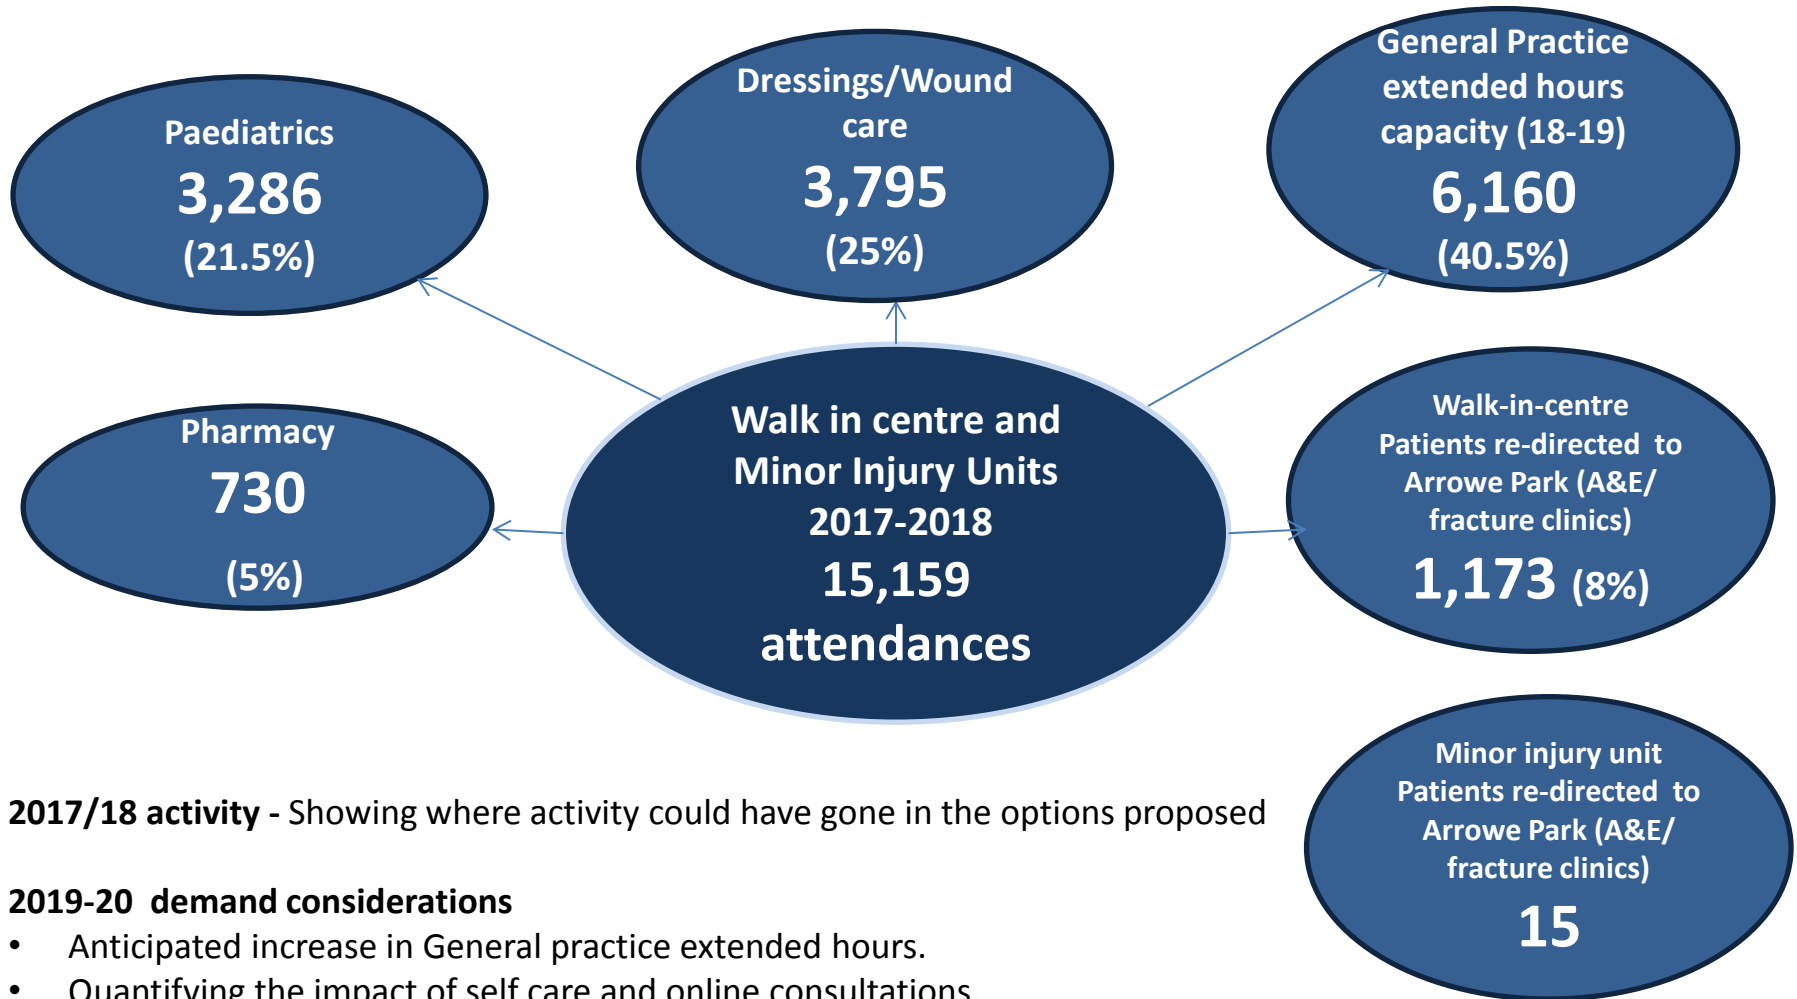 Paediatrics
3,286
(21.5%)
Dressings/Wound
care
3,795
(25%)
General Practice
extended hours
capacity (18-19)
6,160
(40.5%)
Pharmacy
730
(5%)
Walk in centre and
Minor Injury Units
2017-2018
15,159
attendances
Walk-in-centre
Patients re-directed to
Arrowe Park (A&E/
fracture clinics)
1,173 (8%)
Minor injury unit
Patients re-directed to
Arrowe Park (A&E/
fracture clinics)
15
2017/18 activity - Showing where activity could have gone in the options proposed
2019-20 demand considerations
• Anticipated increase in General practice extended hours.
• Quantifying the impact of self care and online consultations